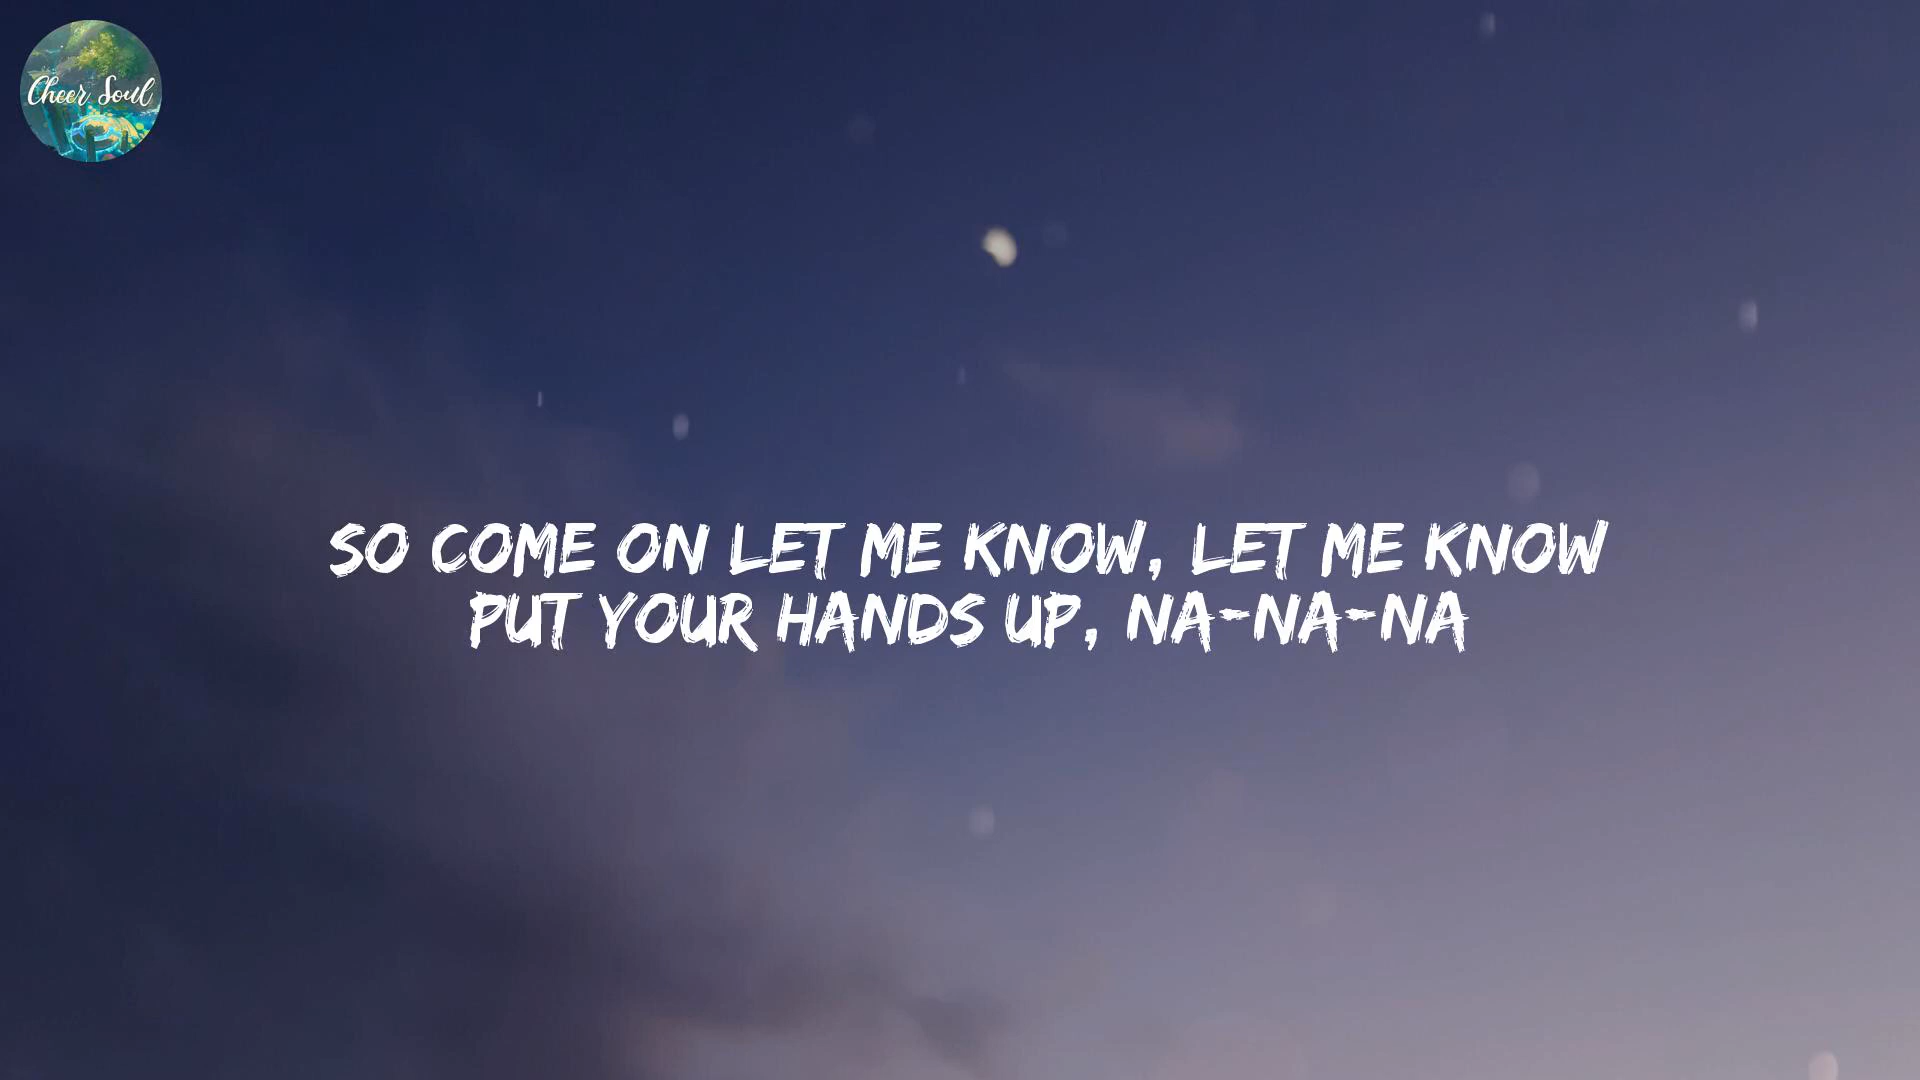 Cheer Soul
SO COME ON LET ME KNOW, LET ME KNOW
PUT YOUR HANDS UP, NA-NA-NA